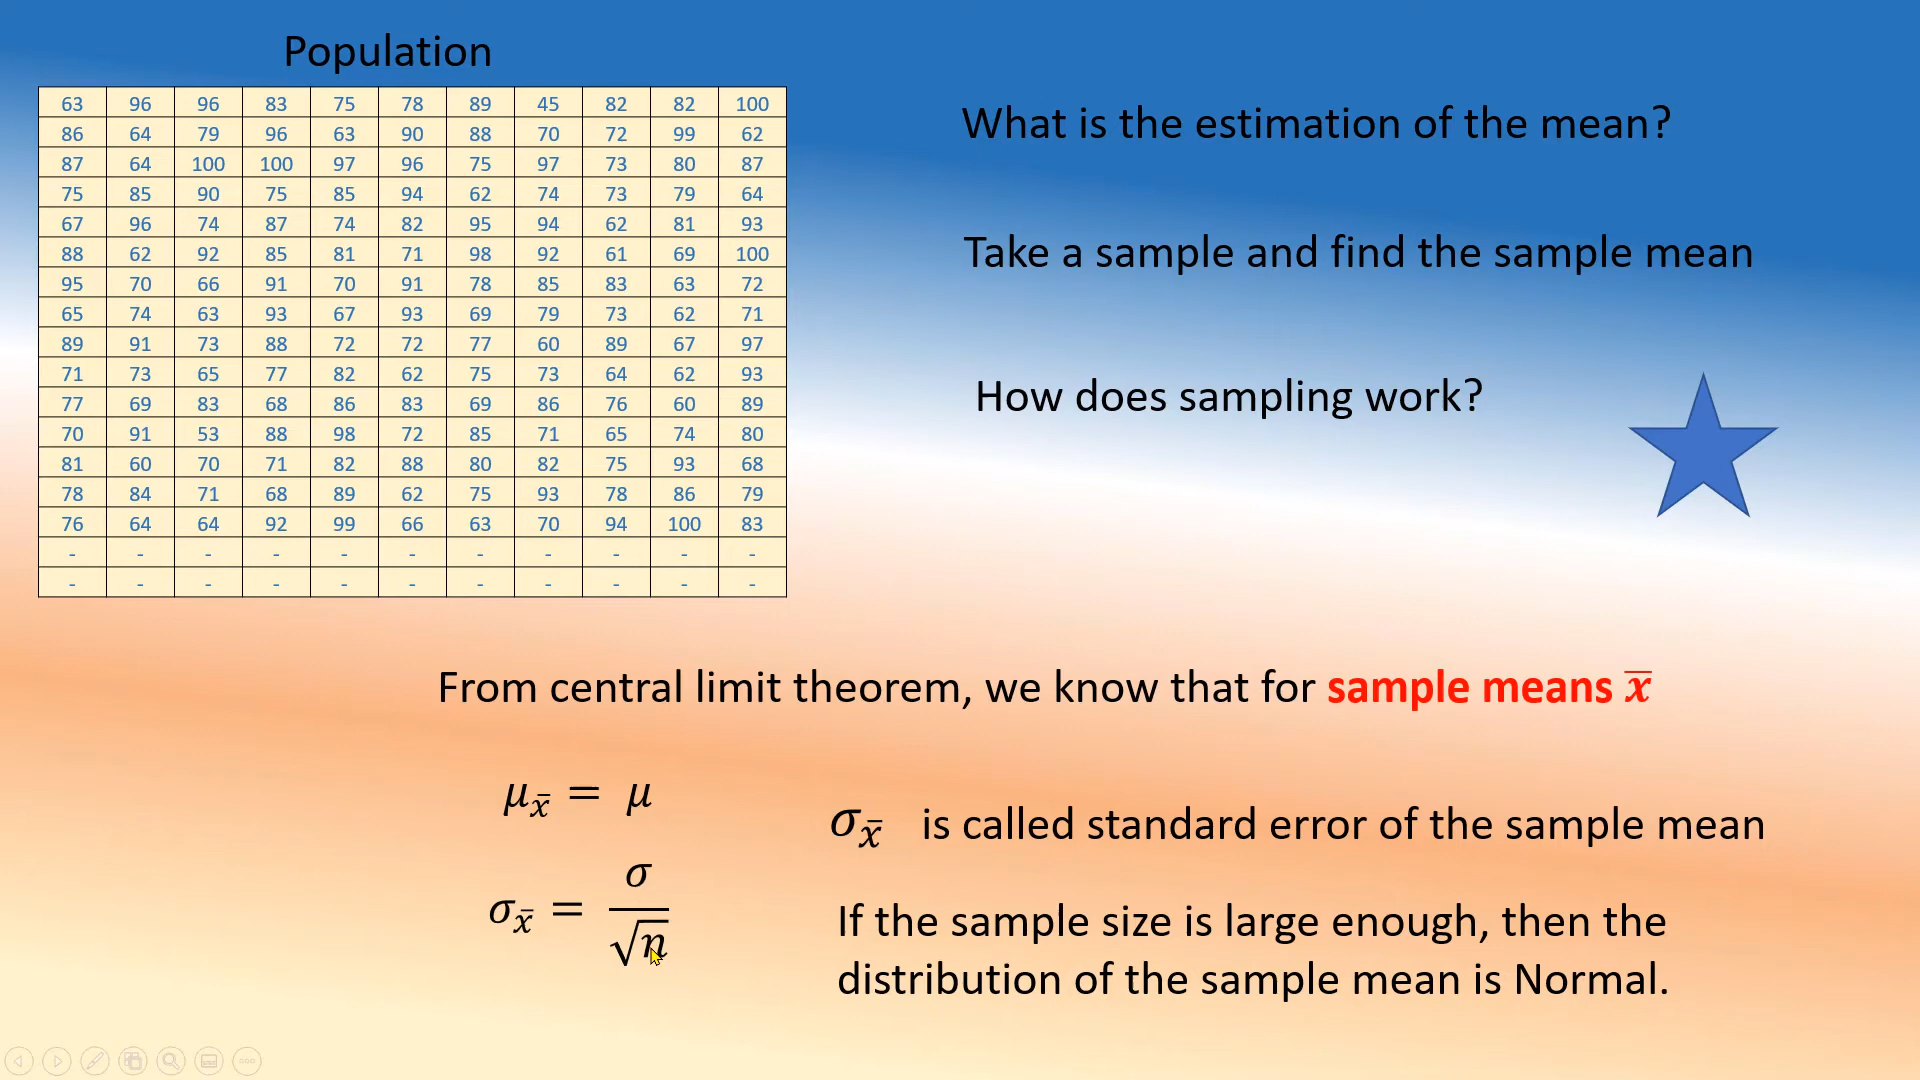 Population
63 96 96 83 75 78 89 45 82 82 100
86 64 79 96 63 90 88 70 72 99 62
87 64 100 100 97 96 75 97 73 80 87
75 85 90 75 85 94 62 74 73 79 64
67 96 74 87 74 82 95 94 62 81 93
88 62 92 85 81 71 98 92 61 69 100
95 70 66 91 70 91 78 85 83 63 72
65 74 63 93 67 93 69 79 73 62 71
89 91 73 88 72 72 77 60 89 67 97
71 73 65 77 82 62 75 73 64 62 93
77 69 83 68 86 83 69 86 76 60 89
70 91 53 88 98 72 85 71 65 74 80
81 60 70 71 82 88 80 82 75 93 68
78 84 71 68 89 62 75 93 78 86 79
76 64 64 92 99 66 63 70 94 100 83
- - - - - - - - - - -
- - - - - - - - - - -
What is the estimation of the mean?
Take a sample and find the sample mean
How does sampling work?
From central limit theorem, we know that for sample means x̅
μ_x̅ = μ
σ_x̅ = σ/√n
σ_x̅ is called standard error of the sample mean
If the sample size is large enough, then the
distribution of the sample mean is Normal.